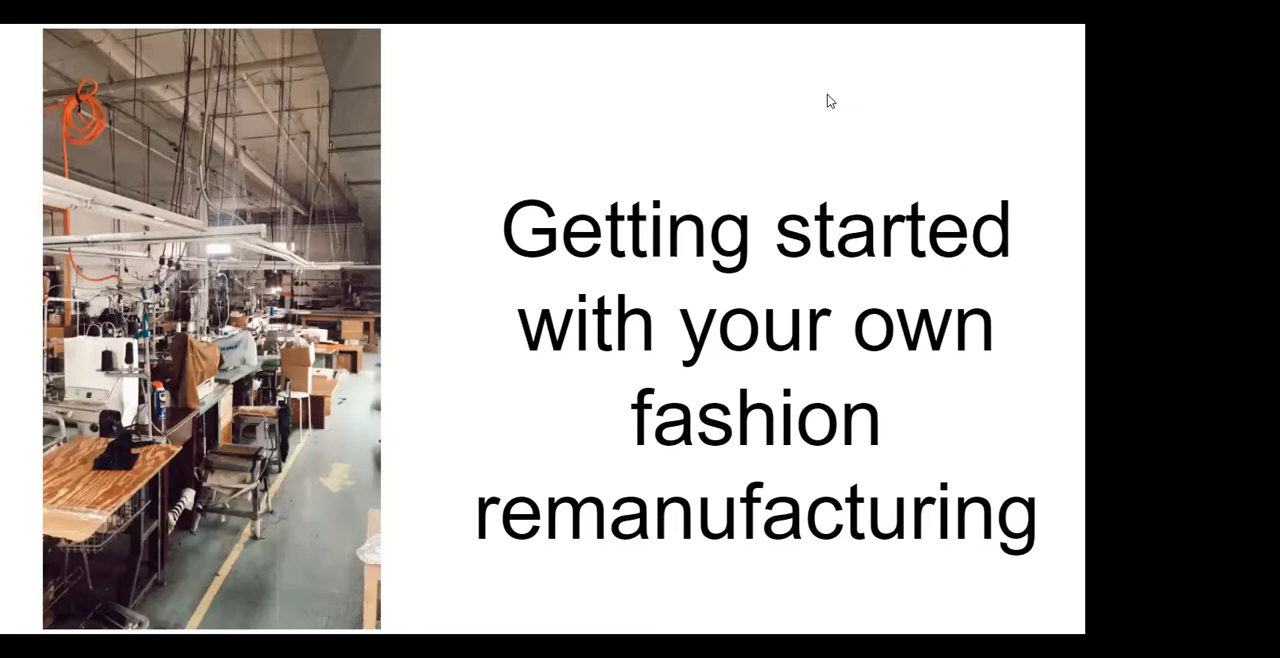 Getting started
with your own
fashion
remanufacturing